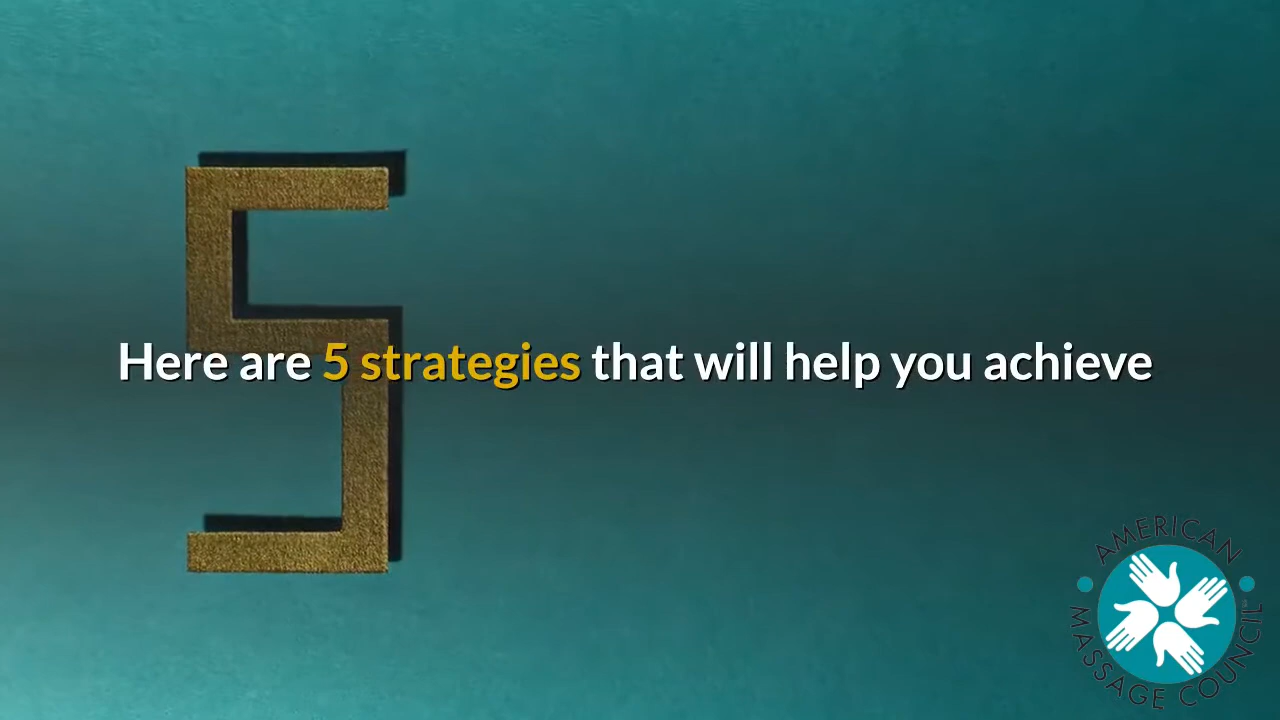 5
Here are 5 strategies that will help you achieve
AMERICAN
MASSAGE COUNCIL